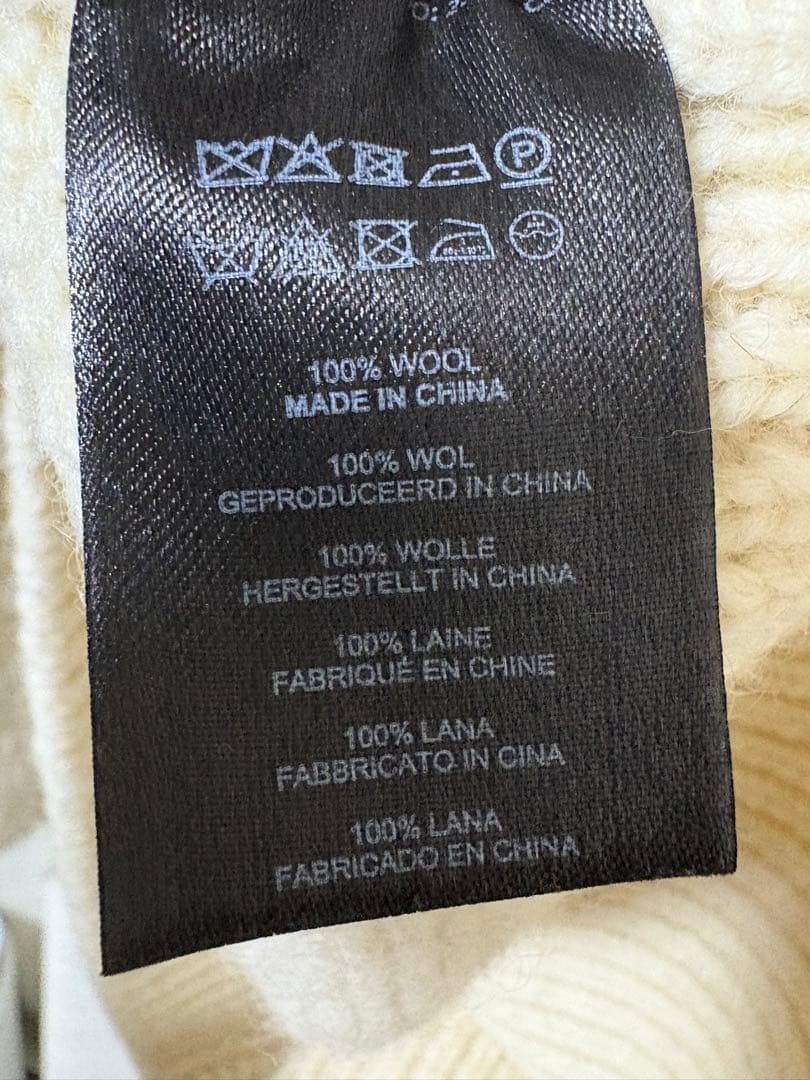 P
100% WOOL
MADE IN CHINA
100% WOL
GEPRODUCEERD IN CHINA
100% WOLLE
HERGESTELLT IN CHINA
100% LAINE
FABRIQUÉ EN CHINE
100% LANA
FABBRICATO IN CINA
100% LANA
FABRICADO EN CHINA